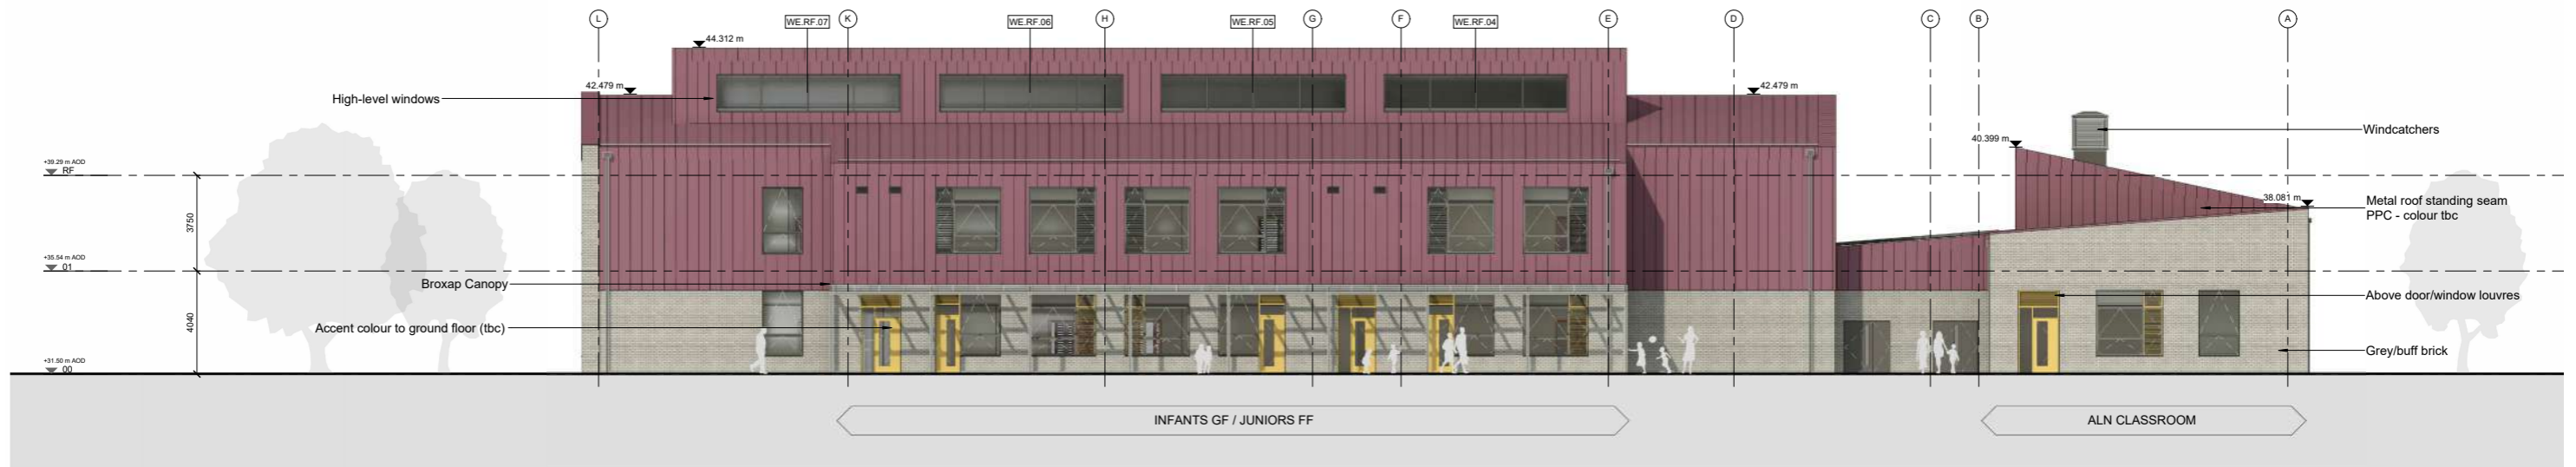 L
WE.RF.07
K
WE.RF.06
H
WE.RF.05
G
F
WE.RF.04
E
D
C
B
A
44.312 m
42.479 m
42.479 m
High-level windows
Windcatchers
40.399 m
+39.29 m AOD
RF
38.081 m
Metal roof standing seam
PPC - colour tbc
3750
+35.54 m AOD
01
Broxap Canopy
Above door/window louvres
4040
Accent colour to ground floor (tbc)
Grey/buff brick
+31.50 m AOD
00
INFANTS GF / JUNIORS FF
ALN CLASSROOM